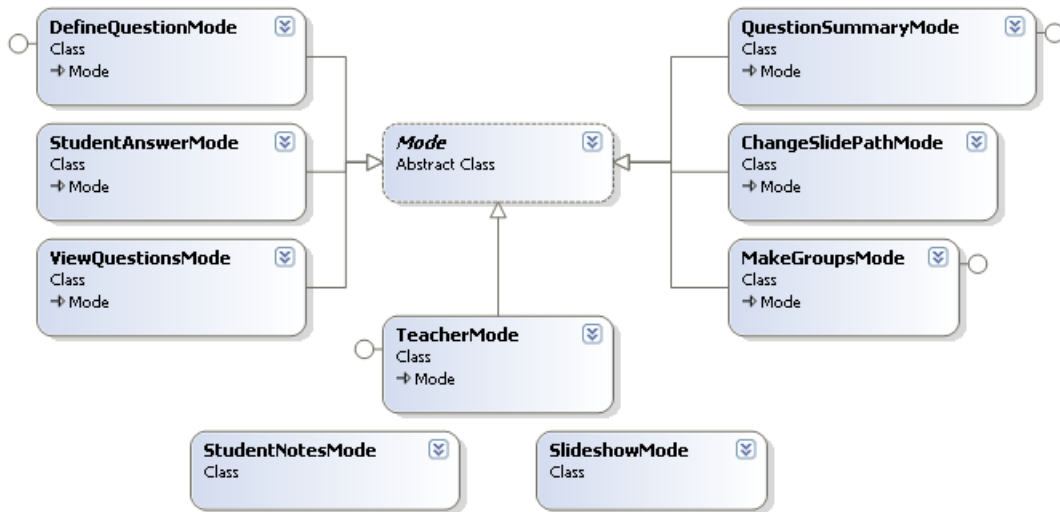 DefineQuestionMode
Class
Mode
QuestionSummaryMode
Class
Mode
StudentAnswerMode
Class
Mode
Mode
Abstract Class
ChangeSlidePathMode
Class
Mode
ViewQuestionsMode
Class
Mode
MakeGroupsMode
Class
Mode
TeacherMode
Class
Mode
StudentNotesMode
Class
SlideshowMode
Class